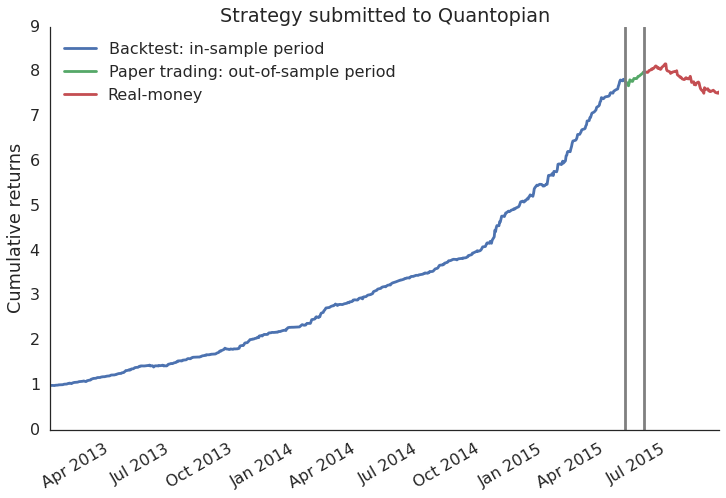 Strategy submitted to Quantopian
Backtest: in-sample period
Paper trading: out-of-sample period
Real-money
Cumulative returns
9
8
7
6
5
4
3
2
1
0
Apr 2013
Jul 2013
Oct 2013
Jan 2014
Apr 2014
Jul 2014
Oct 2014
Jan 2015
Apr 2015
Jul 2015